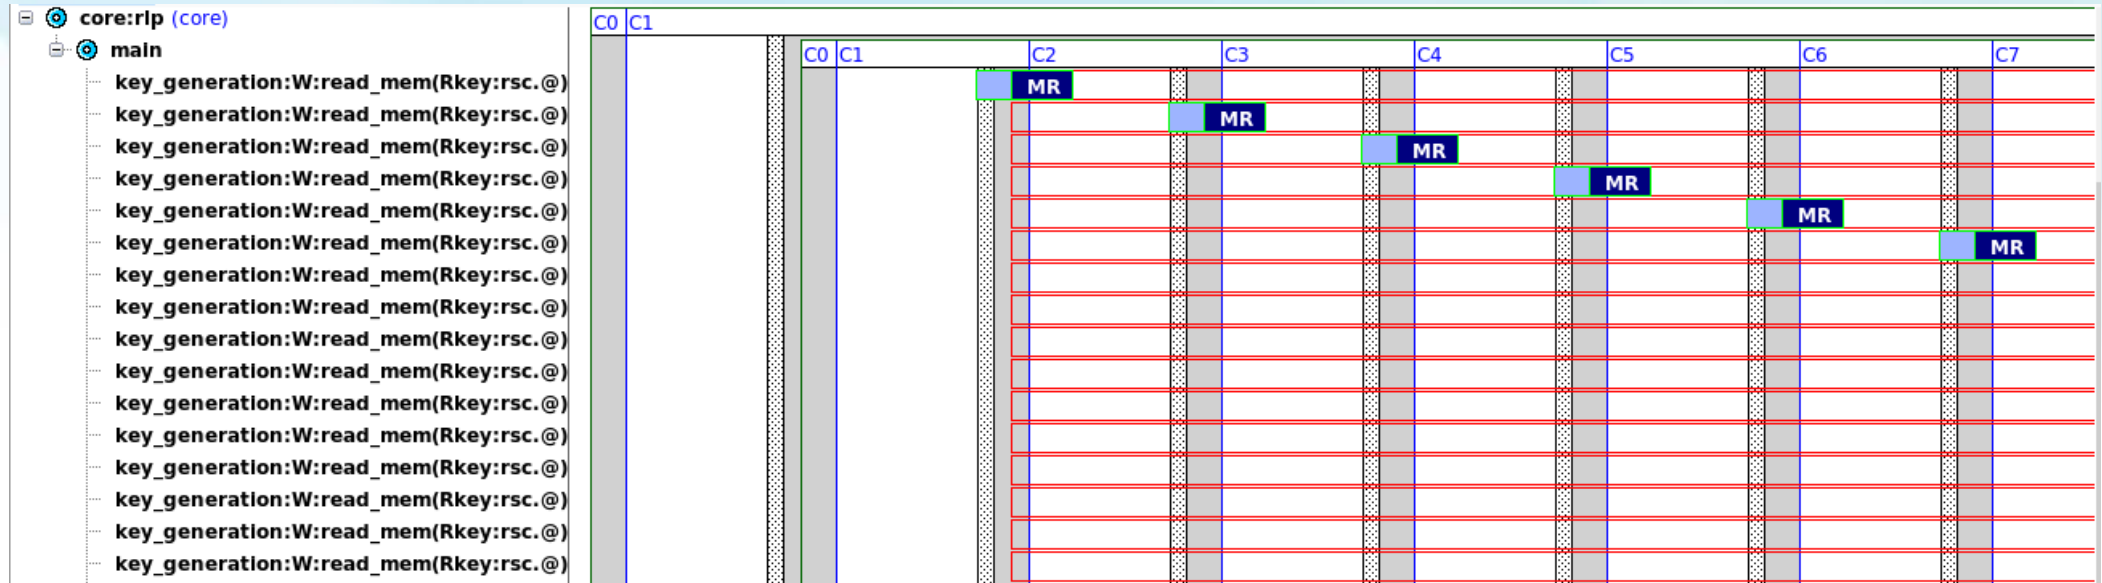 core:rlp (core) C0 C1
main C0 C1 C2 C3 C4 C5 C6 C7
key_generation:W:read_mem(Rkey:rsc.@) MR
key_generation:W:read_mem(Rkey:rsc.@) MR
key_generation:W:read_mem(Rkey:rsc.@) MR
key_generation:W:read_mem(Rkey:rsc.@) MR
key_generation:W:read_mem(Rkey:rsc.@) MR
key_generation:W:read_mem(Rkey:rsc.@) MR
key_generation:W:read_mem(Rkey:rsc.@)
key_generation:W:read_mem(Rkey:rsc.@)
key_generation:W:read_mem(Rkey:rsc.@)
key_generation:W:read_mem(Rkey:rsc.@)
key_generation:W:read_mem(Rkey:rsc.@)
key_generation:W:read_mem(Rkey:rsc.@)
key_generation:W:read_mem(Rkey:rsc.@)
key_generation:W:read_mem(Rkey:rsc.@)
key_generation:W:read_mem(Rkey:rsc.@)
key_generation:W:read_mem(Rkey:rsc.@)